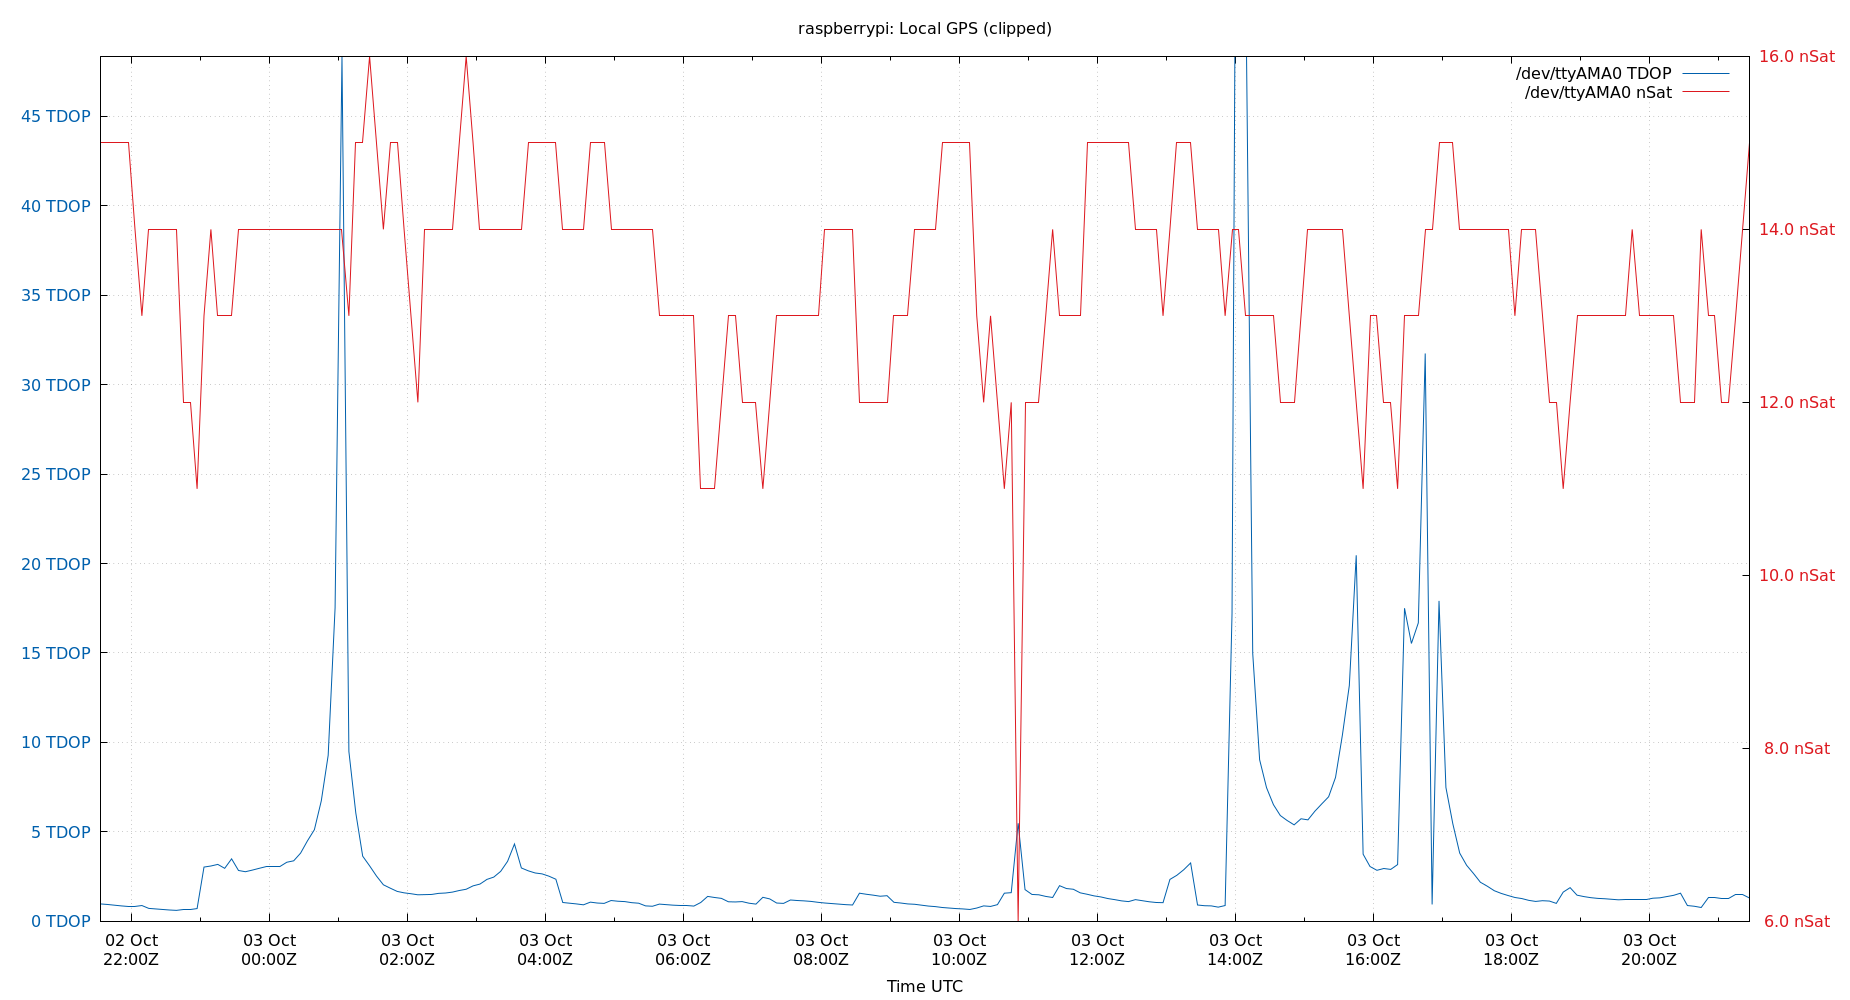 raspberrypi: Local GPS (clipped)
/dev/ttyAMA0 TDOP
/dev/ttyAMA0 nSat
45 TDOP
40 TDOP
35 TDOP
30 TDOP
25 TDOP
20 TDOP
15 TDOP
10 TDOP
5 TDOP
0 TDOP
16.0 nSat
14.0 nSat
12.0 nSat
10.0 nSat
8.0 nSat
6.0 nSat
02 Oct
22:00Z
03 Oct
00:00Z
03 Oct
02:00Z
03 Oct
04:00Z
03 Oct
06:00Z
03 Oct
08:00Z
03 Oct
10:00Z
03 Oct
12:00Z
03 Oct
14:00Z
03 Oct
16:00Z
03 Oct
18:00Z
03 Oct
20:00Z
Time UTC